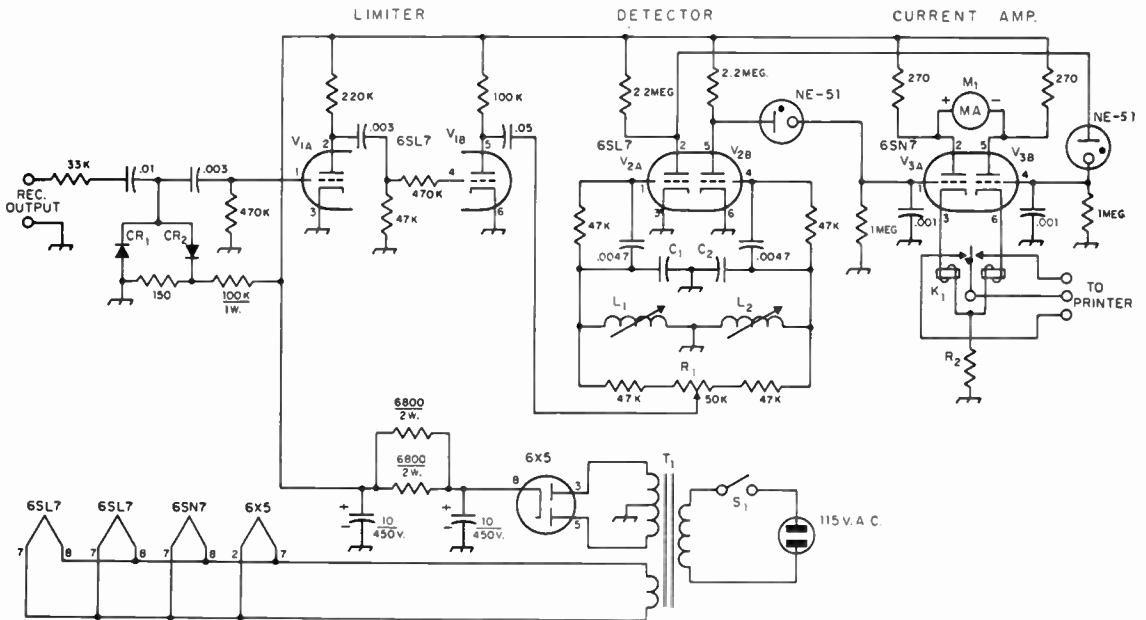 LIMITER
DETECTOR
CURRENT AMP.
33K
REC.
OUTPUT
.01
.003
470K
CR1
CR2
150
100K
1W.
220K
.003
V1A
2
1
3
6SL7
470K
47K
100K
.05
V1B
5
4
6
2.2MEG
2.2MEG.
6SL7
V2A
V2B
2
5
1
4
3
6
NE-51
47K
47K
.0047
.0047
C1
C2
L1
L2
R1
47K
50K
47K
270
270
M1
+
MA
-
NE-51
6SN7
V3A
V3B
2
5
1
4
3
6
1MEG
.001
.001
1MEG
K1
TO
PRINTER
R2
6800
2W.
6800
2W.
+
-
10
450V.
+
-
10
450V.
6X5
8
3
5
T1
S1
115V.A.C.
6SL7
6SL7
6SN7
6X5
7
8
7
8
7
8
2
7